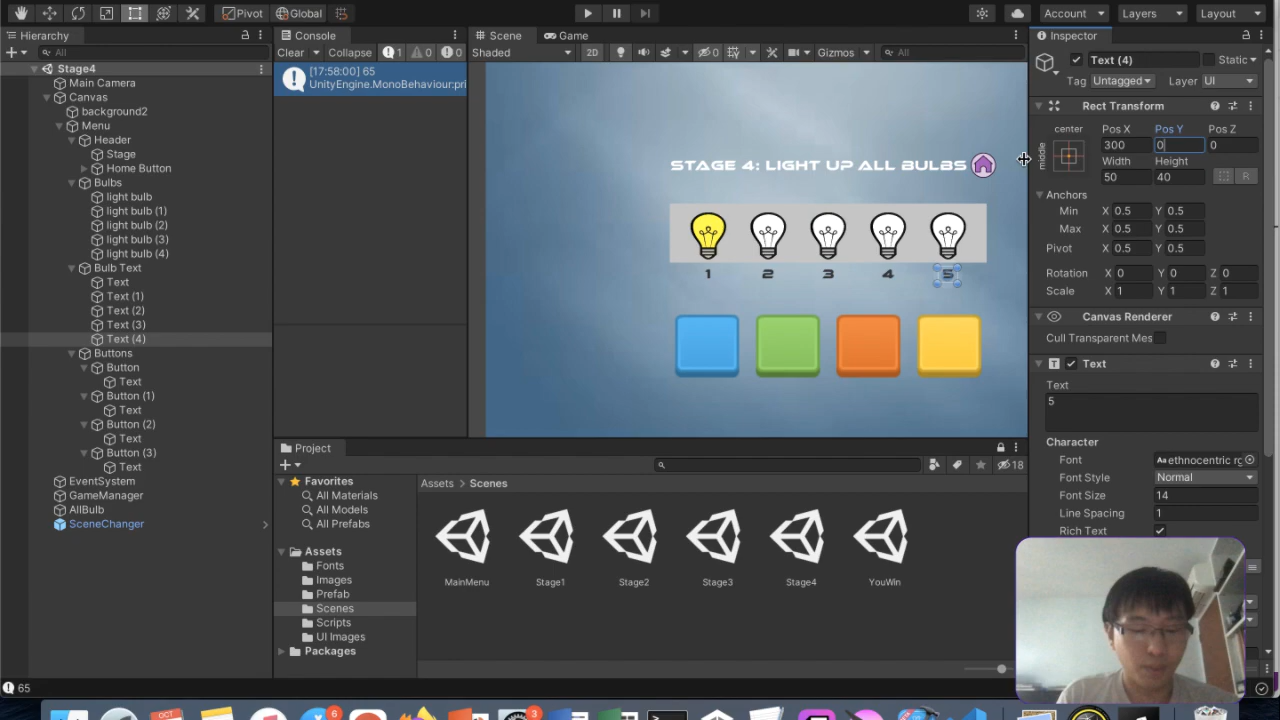 Pivot Global Account Layers Layout
Hierarchy Console Scene Game Inspector
All Clear Collapse 1 0 0 Shaded 2D 0 Gizmos All
Text (4) Static
Tag Untagged Layer UI
Stage4
Main Camera
Canvas
background2
Menu
Header
Stage
Home Button
Bulbs
light bulb
light bulb (1)
light bulb (2)
light bulb (3)
light bulb (4)
Bulb Text
Text
Text (1)
Text (2)
Text (3)
Text (4)
Buttons
Button
Text
Button (1)
Text
Button (2)
Text
Button (3)
Text
EventSystem
GameManager
AllBulb
SceneChanger
[17:58:00] 65
UnityEngine.MonoBehaviour:pri
STAGE 4: LIGHT UP ALL BULBS
1 2 3 4 5
Rect Transform
center Pos X Pos Y Pos Z
middle 300 0 0
Width Height
50 40 R
Anchors
Min X 0.5 Y 0.5
Max X 0.5 Y 0.5
Pivot X 0.5 Y 0.5
Rotation X 0 Y 0 Z 0
Scale X 1 Y 1 Z 1
Canvas Renderer
Cull Transparent Mes
Text
Text
5
Character
Font Aa ethnocentric rg
Font Style Normal
Font Size 14
Line Spacing 1
Rich Text
Project
18
Favorites
All Materials
All Models
All Prefabs
Assets
Fonts
Images
Prefab
Scenes
Scripts
UI Images
Packages
Assets > Scenes
MainMenu Stage1 Stage2 Stage3 Stage4 YouWin
65
OCT 6 3